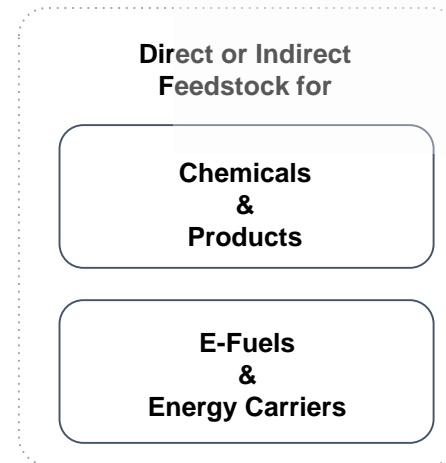 Direct or Indirect
Feedstock for
Chemicals
&
Products
E-Fuels
&
Energy Carriers